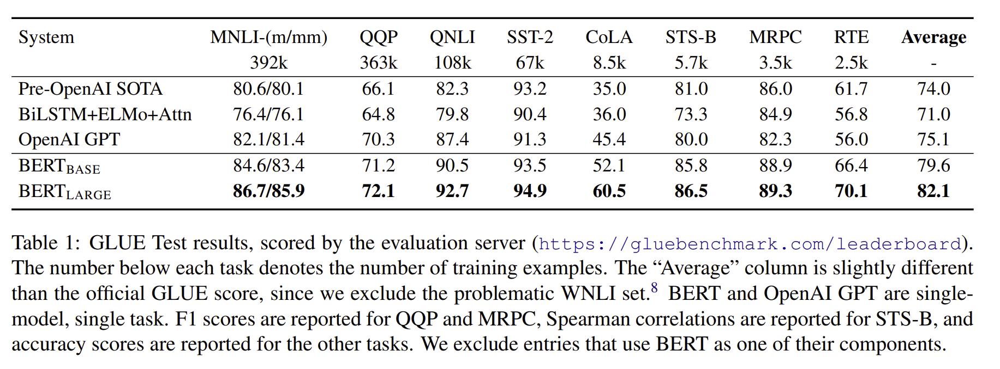 System MNLI-(m/mm) QQP QNLI SST-2 CoLA STS-B MRPC RTE Average
392k 363k 108k 67k 8.5k 5.7k 3.5k 2.5k -
Pre-OpenAI SOTA 80.6/80.1 66.1 82.3 93.2 35.0 81.0 86.0 61.7 74.0
BiLSTM+ELMo+Attn 76.4/76.1 64.8 79.8 90.4 36.0 73.3 84.9 56.8 71.0
OpenAI GPT 82.1/81.4 70.3 87.4 91.3 45.4 80.0 82.3 56.0 75.1
BERTBASE 84.6/83.4 71.2 90.5 93.5 52.1 85.8 88.9 66.4 79.6
BERTLARGE 86.7/85.9 72.1 92.7 94.9 60.5 86.5 89.3 70.1 82.1
Table 1: GLUE Test results, scored by the evaluation server (https://gluebenchmark.com/leaderboard).
The number below each task denotes the number of training examples. The “Average” column is slightly different
than the official GLUE score, since we exclude the problematic WNLI set.8 BERT and OpenAI GPT are single-
model, single task. F1 scores are reported for QQP and MRPC, Spearman correlations are reported for STS-B, and
accuracy scores are reported for the other tasks. We exclude entries that use BERT as one of their components.